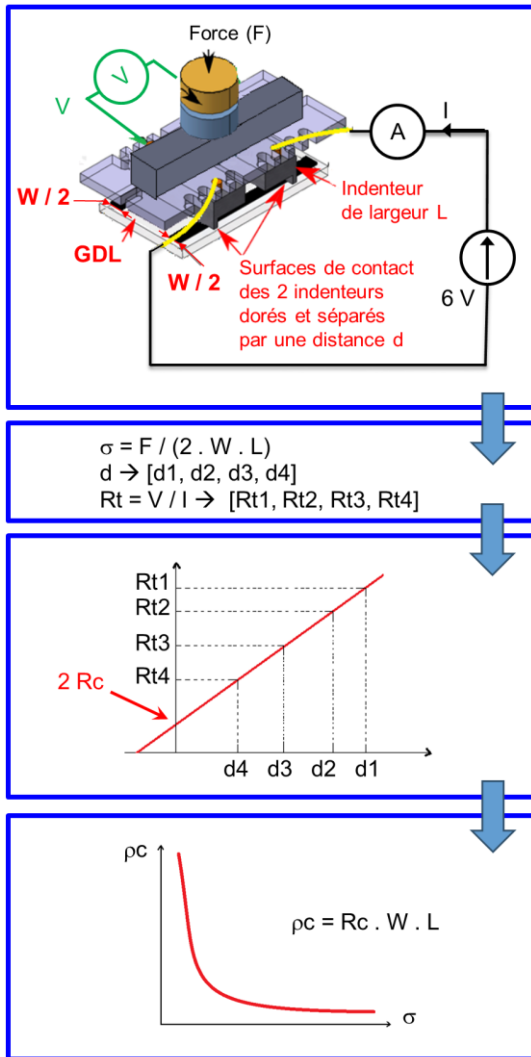 Force (F)
V
V
I
A
W / 2
Indenteur
de largeur L
GDL
W / 2
Surfaces de contact
des 2 indenteurs
dorés et séparés
par une distance d
6 V
σ = F / (2 . W . L)
d → [d1, d2, d3, d4]
Rt = V / I → [Rt1, Rt2, Rt3, Rt4]
Rt1
Rt2
Rt3
Rt4
2 Rc
d4 d3 d2 d1
ρc
ρc = Rc . W . L
σ